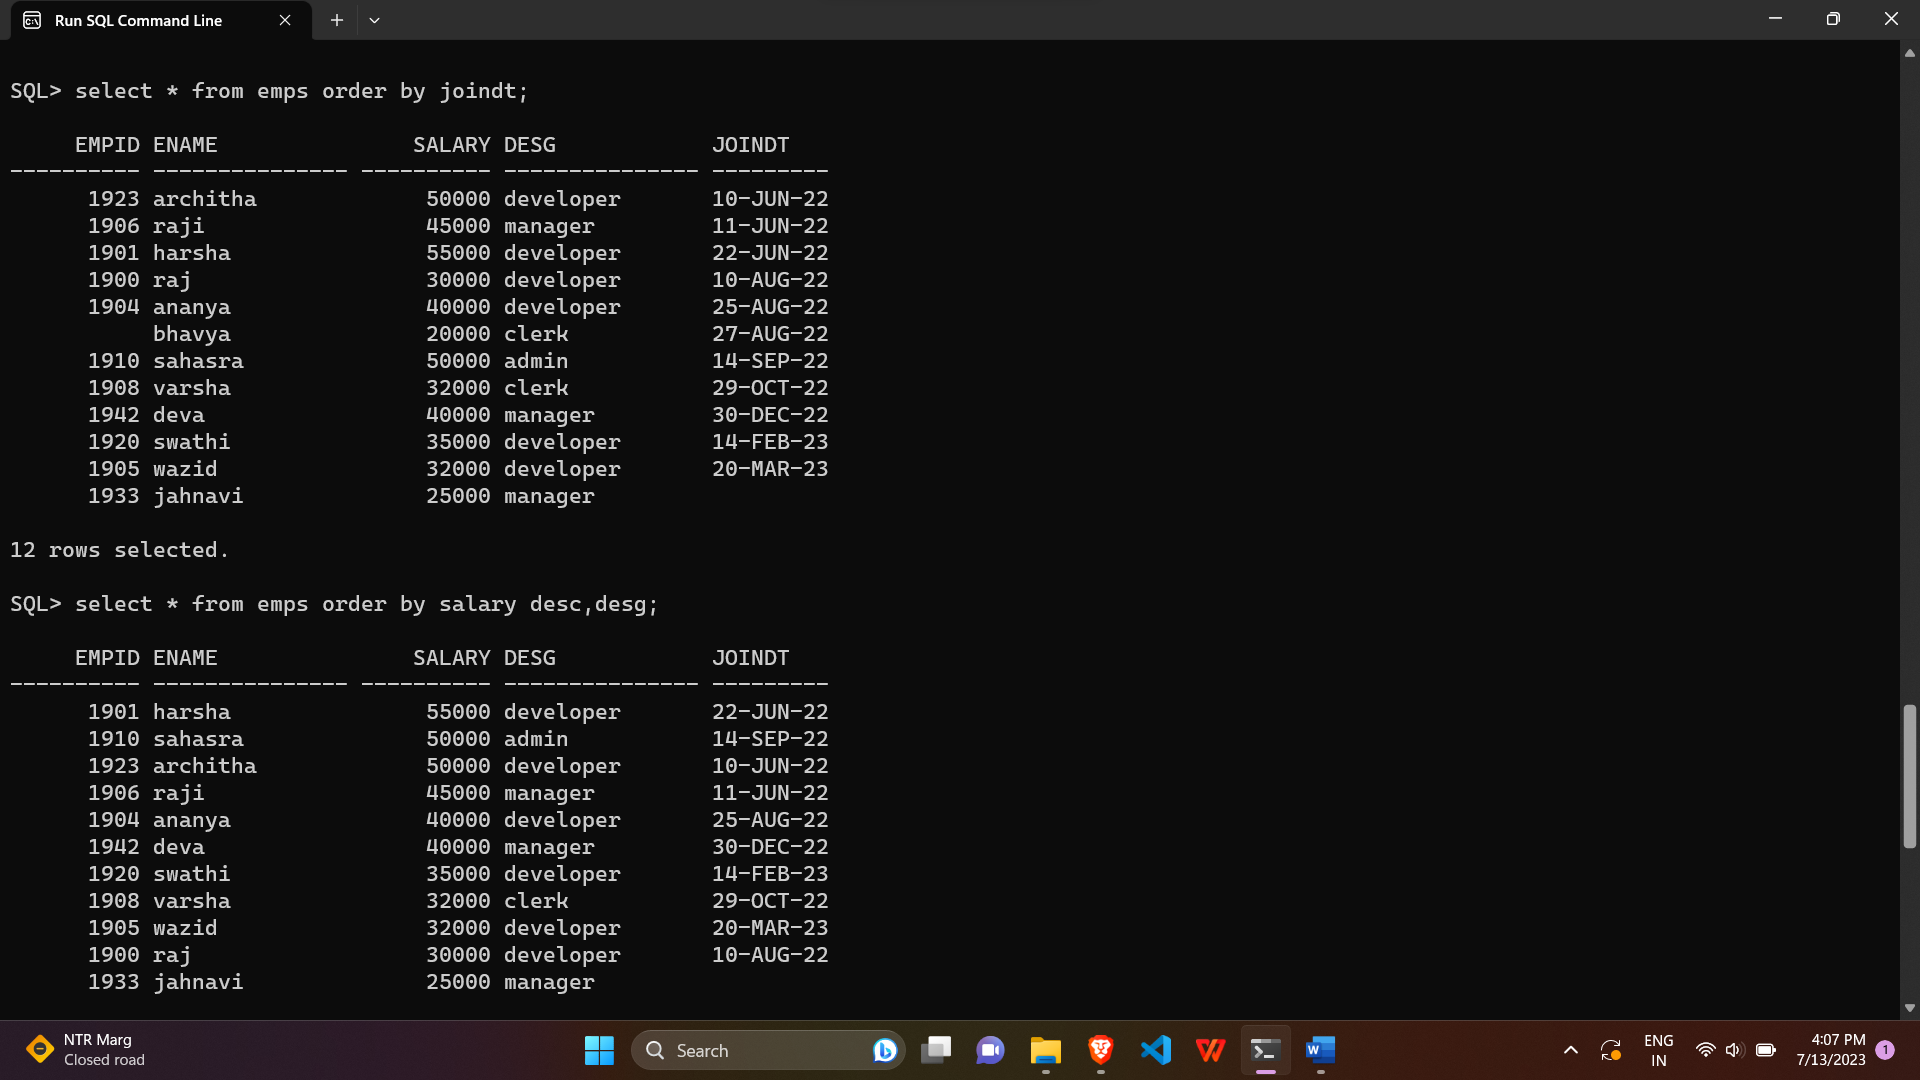 Run SQL Command Line
SQL> select * from emps order by joindt;
     EMPID ENAME               SALARY DESG            JOINDT
---------- --------------- ---------- --------------- ---------
      1923 architha             50000 developer       10-JUN-22
      1906 raji                 45000 manager         11-JUN-22
      1901 harsha               55000 developer       22-JUN-22
      1900 raj                  30000 developer       10-AUG-22
      1904 ananya               40000 developer       25-AUG-22
           bhavya               20000 clerk           27-AUG-22
      1910 sahasra              50000 admin           14-SEP-22
      1908 varsha               32000 clerk           29-OCT-22
      1942 deva                 40000 manager         30-DEC-22
      1920 swathi               35000 developer       14-FEB-23
      1905 wazid                32000 developer       20-MAR-23
      1933 jahnavi              25000 manager
12 rows selected.
SQL> select * from emps order by salary desc,desg;
     EMPID ENAME               SALARY DESG            JOINDT
---------- --------------- ---------- --------------- ---------
      1901 harsha               55000 developer       22-JUN-22
      1910 sahasra              50000 admin           14-SEP-22
      1923 architha             50000 developer       10-JUN-22
      1906 raji                 45000 manager         11-JUN-22
      1904 ananya               40000 developer       25-AUG-22
      1942 deva                 40000 manager         30-DEC-22
      1920 swathi               35000 developer       14-FEB-23
      1908 varsha               32000 clerk           29-OCT-22
      1905 wazid                32000 developer       20-MAR-23
      1900 raj                  30000 developer       10-AUG-22
      1933 jahnavi              25000 manager
NTR Marg
Closed road
Search
ENG
IN
4:07 PM
7/13/2023
1